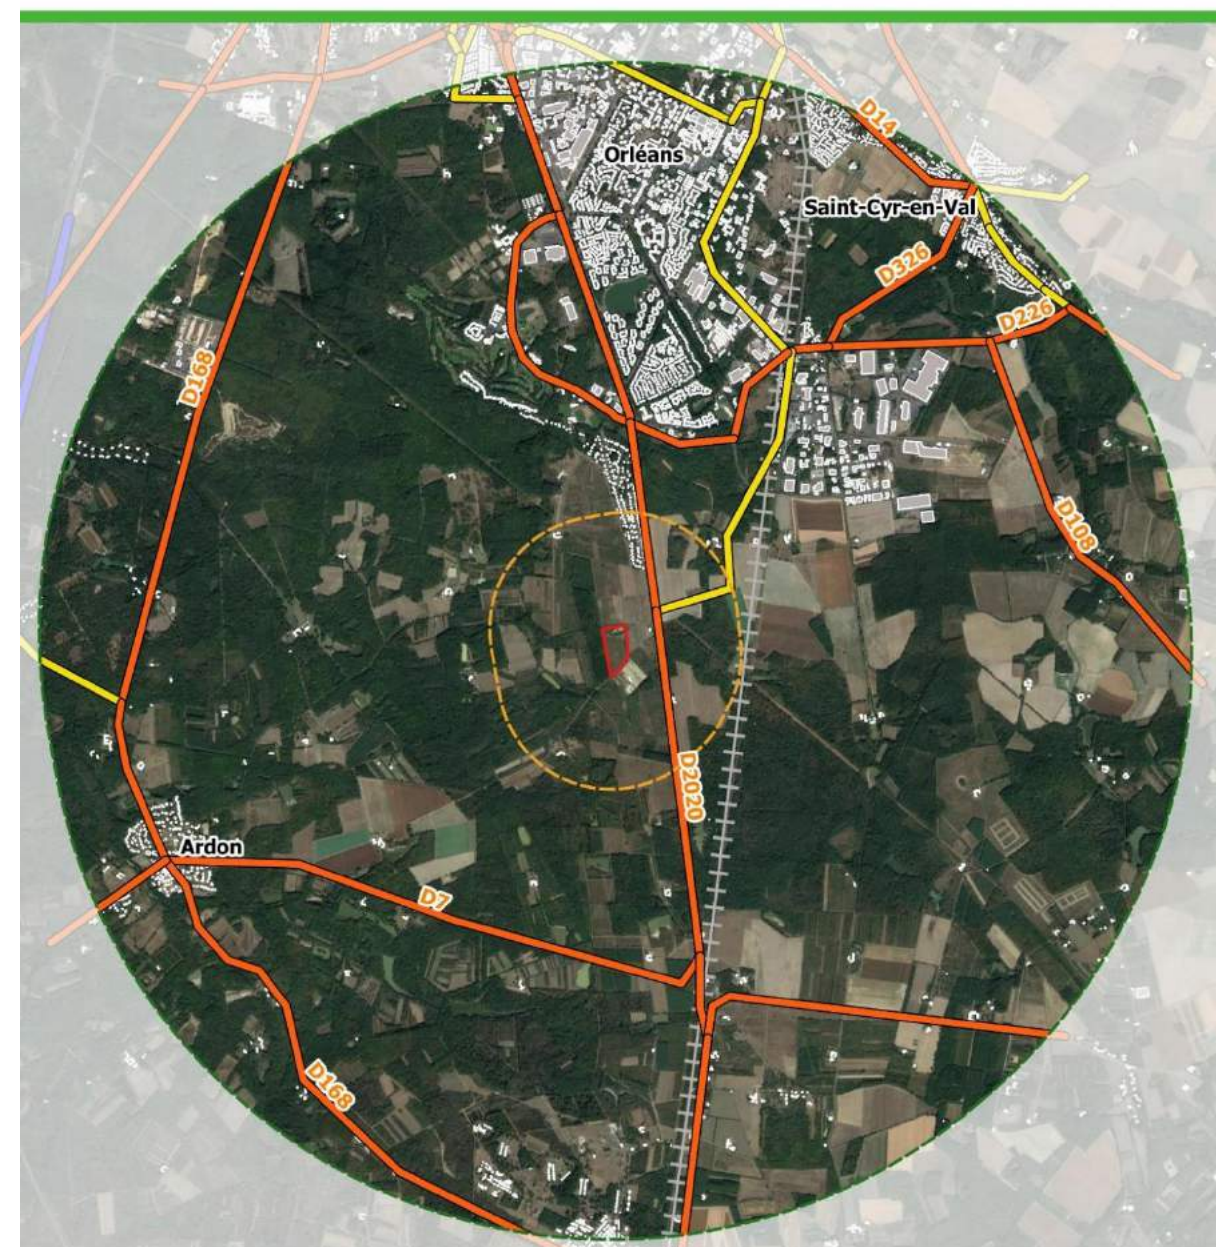 D14
Orléans
Saint-Cyr-en-Val
D326
D226
D168
D108
D2020
Ardon
D7
D168